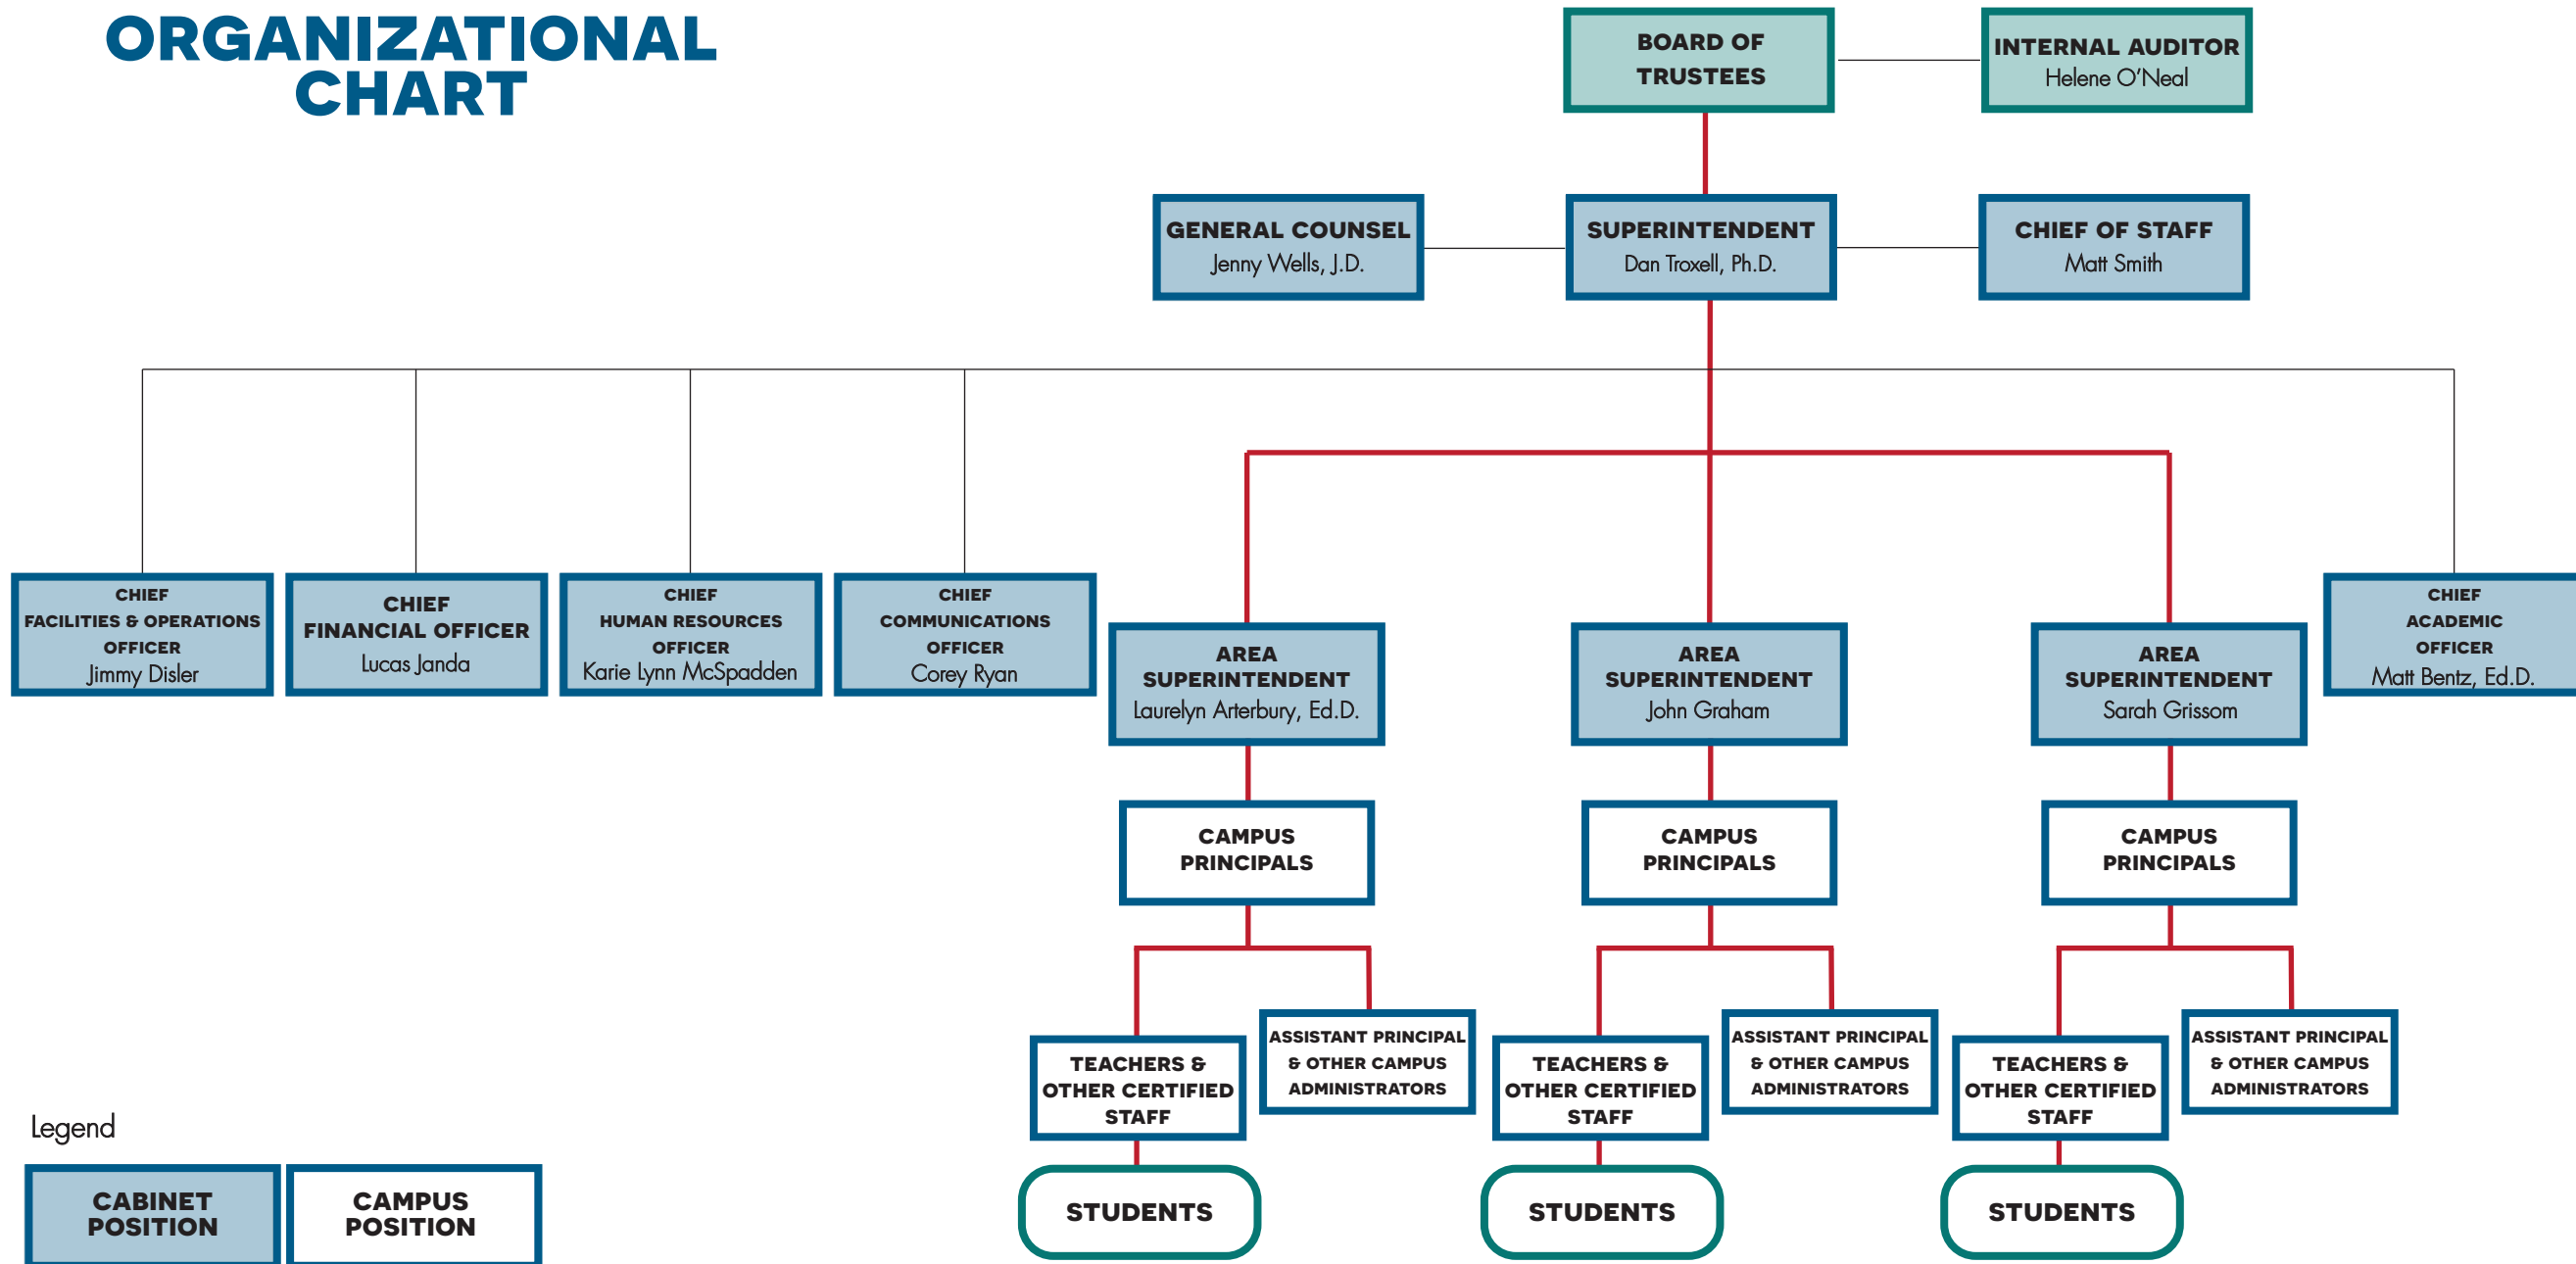 ORGANIZATIONAL
CHART
BOARD OF
TRUSTEES
INTERNAL AUDITOR
Helene O'Neal
GENERAL COUNSEL
Jenny Wells, J.D.
SUPERINTENDENT
Dan Troxell, Ph.D.
CHIEF OF STAFF
Matt Smith
CHIEF
FACILITIES & OPERATIONS
OFFICER
Jimmy Disler
CHIEF
FINANCIAL OFFICER
Lucas Janda
CHIEF
HUMAN RESOURCES
OFFICER
Karie Lynn McSpadden
CHIEF
COMMUNICATIONS
OFFICER
Corey Ryan
AREA
SUPERINTENDENT
Laurelyn Arterbury, Ed.D.
AREA
SUPERINTENDENT
John Graham
AREA
SUPERINTENDENT
Sarah Grissom
CHIEF
ACADEMIC
OFFICER
Matt Bentz, Ed.D.
CAMPUS
PRINCIPALS
CAMPUS
PRINCIPALS
CAMPUS
PRINCIPALS
TEACHERS &
OTHER CERTIFIED
STAFF
ASSISTANT PRINCIPAL
& OTHER CAMPUS
ADMINISTRATORS
TEACHERS &
OTHER CERTIFIED
STAFF
ASSISTANT PRINCIPAL
& OTHER CAMPUS
ADMINISTRATORS
TEACHERS &
OTHER CERTIFIED
STAFF
ASSISTANT PRINCIPAL
& OTHER CAMPUS
ADMINISTRATORS
STUDENTS
STUDENTS
STUDENTS
Legend
CABINET
POSITION
CAMPUS
POSITION